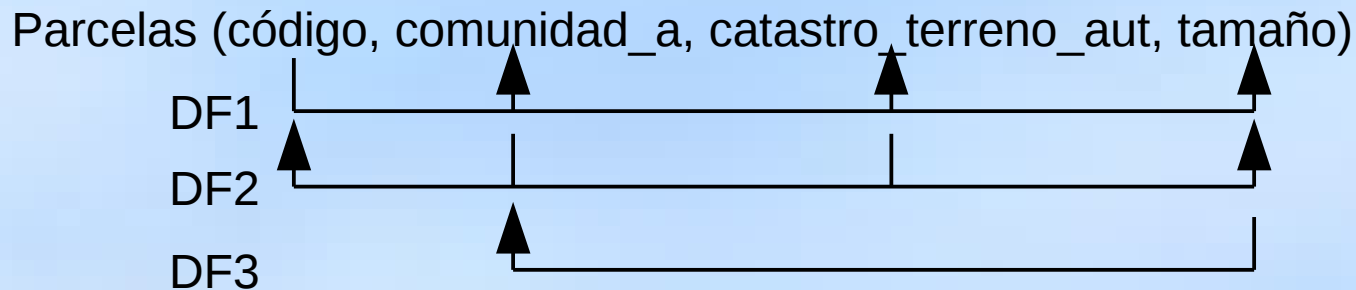 Parcelas (código, comunidad_a, catastro_terreno_aut, tamaño)
DF1
DF2
DF3